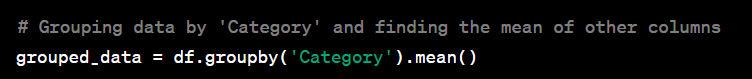 # Grouping data by 'Category' and finding the mean of other columns
grouped_data = df.groupby('Category').mean()